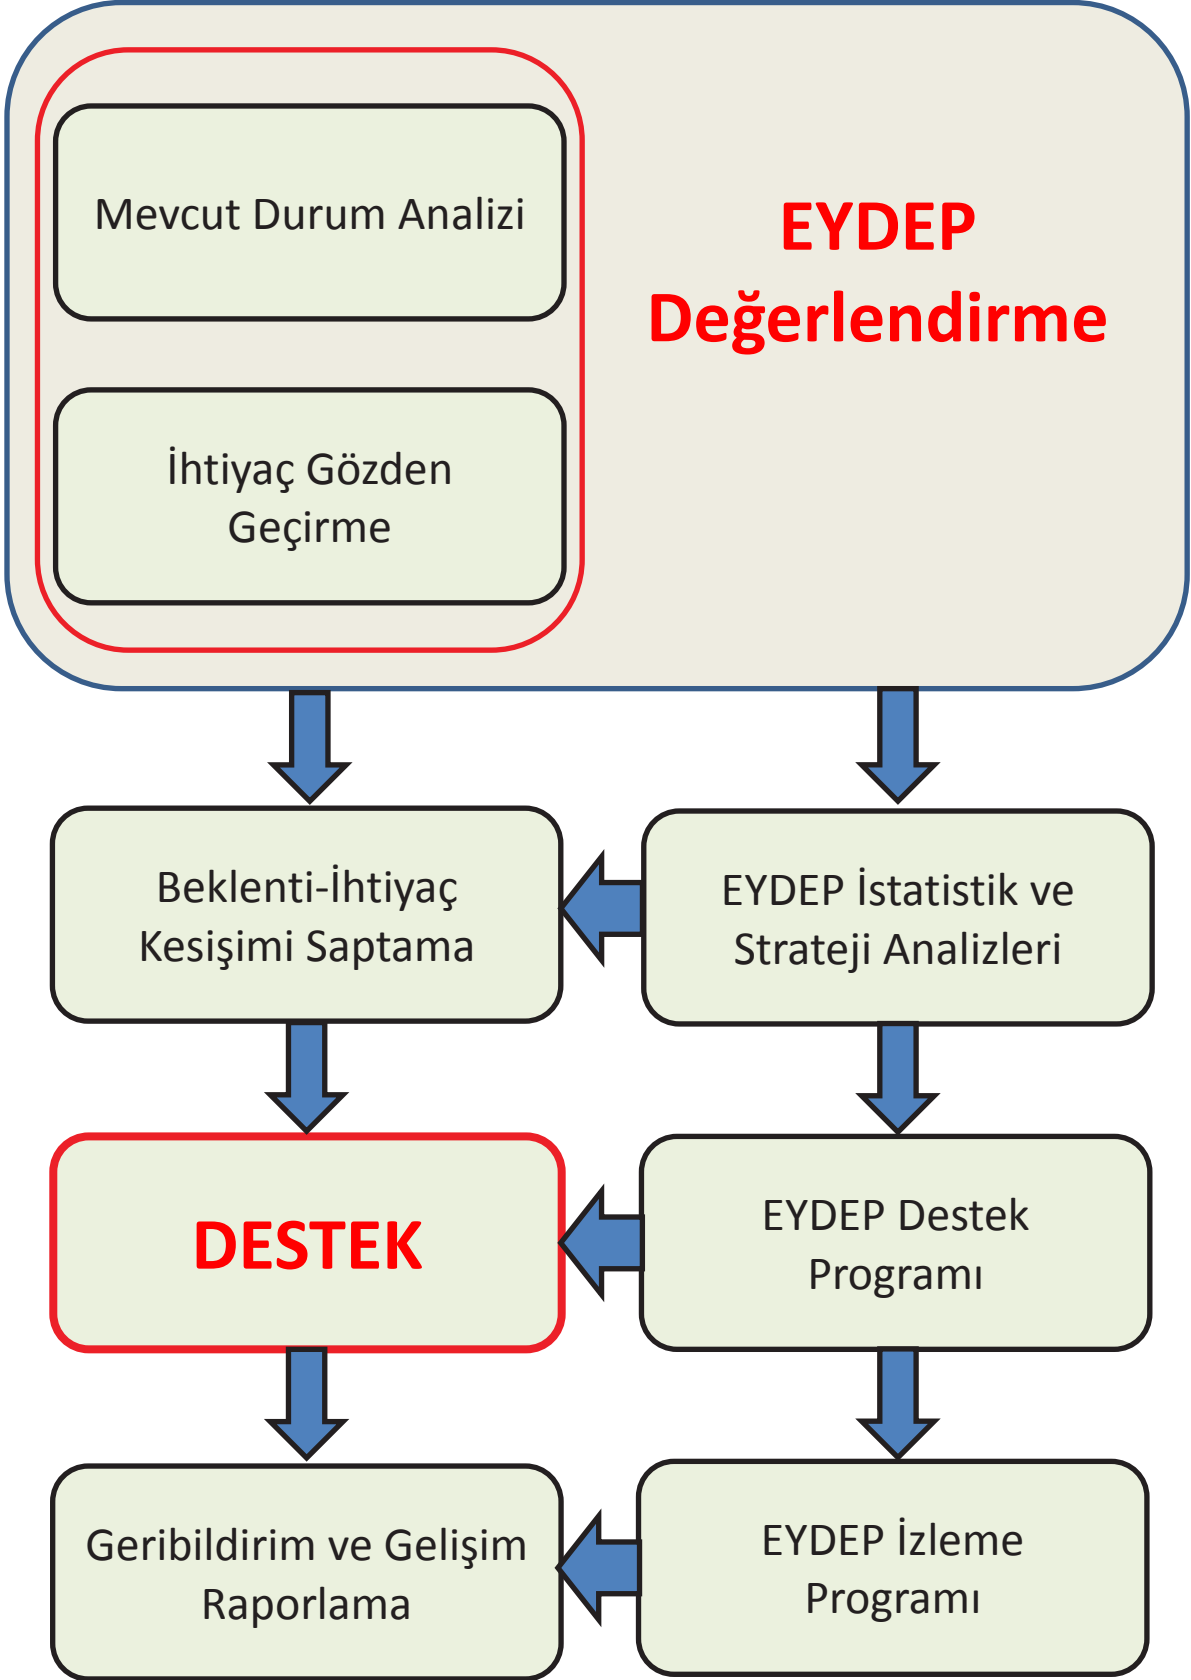 Mevcut Durum Analizi
İhtiyaç Gözden
Geçirme
EYDEP
Değerlendirme
Beklenti-İhtiyaç
Kesişimi Saptama
EYDEP İstatistik ve
Strateji Analizleri
DESTEK
EYDEP Destek
Programı
Geribildirim ve Gelişim
Raporlama
EYDEP İzleme
Programı